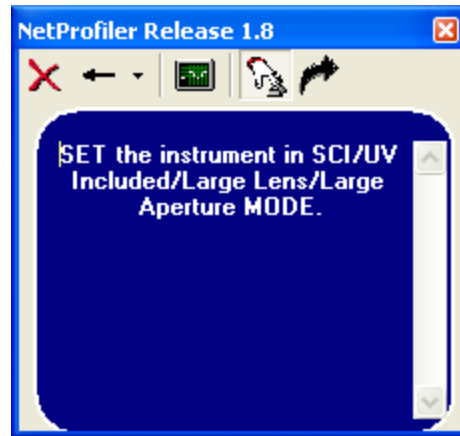 NetProfiler Release 1.8
SET the instrument in SCI/UV
Included/Large Lens/Large
Aperture MODE.